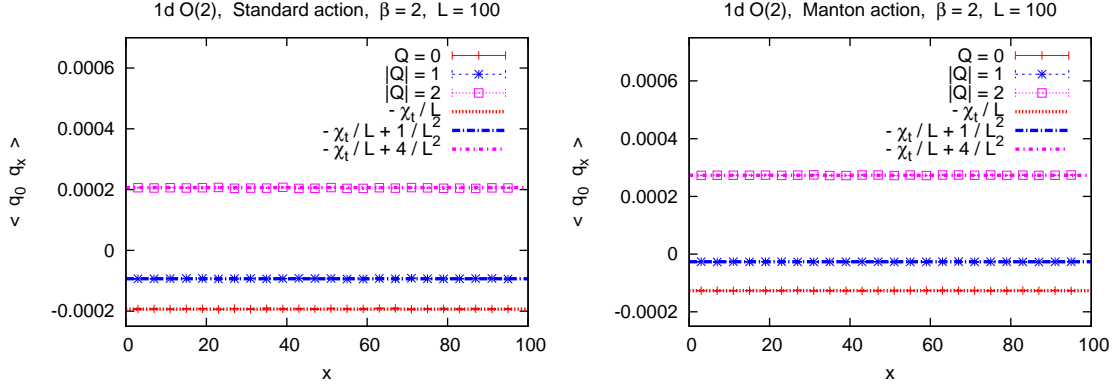 1d O(2),  Standard action,  β = 2,  L = 100
0.0006
0.0004
0.0002
0
-0.0002
< q0 qx >
Q = 0
|Q| = 1
|Q| = 2
- χt / L
- χt / L + 1 / L²
- χt / L + 4 / L²
0 20 40 60 80 100
x
1d O(2),  Manton action,  β = 2,  L = 100
0.0006
0.0004
0.0002
0
-0.0002
< q0 qx >
Q = 0
|Q| = 1
|Q| = 2
- χt / L
- χt / L + 1 / L²
- χt / L + 4 / L²
0 20 40 60 80 100
x